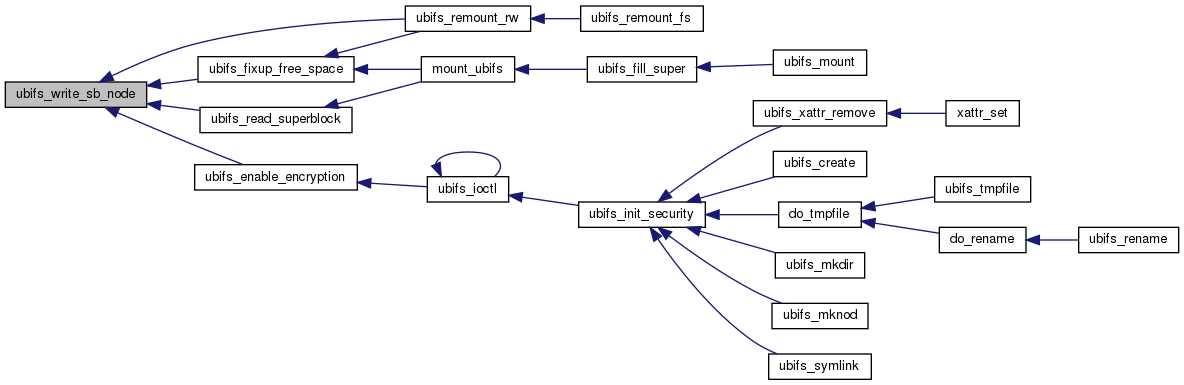 ubifs_write_sb_node
ubifs_remount_rw
ubifs_remount_fs
ubifs_fixup_free_space
mount_ubifs
ubifs_fill_super
ubifs_mount
ubifs_read_superblock
ubifs_enable_encryption
ubifs_ioctl
ubifs_init_security
ubifs_xattr_remove
xattr_set
ubifs_create
do_tmpfile
ubifs_tmpfile
do_rename
ubifs_rename
ubifs_mkdir
ubifs_mknod
ubifs_symlink